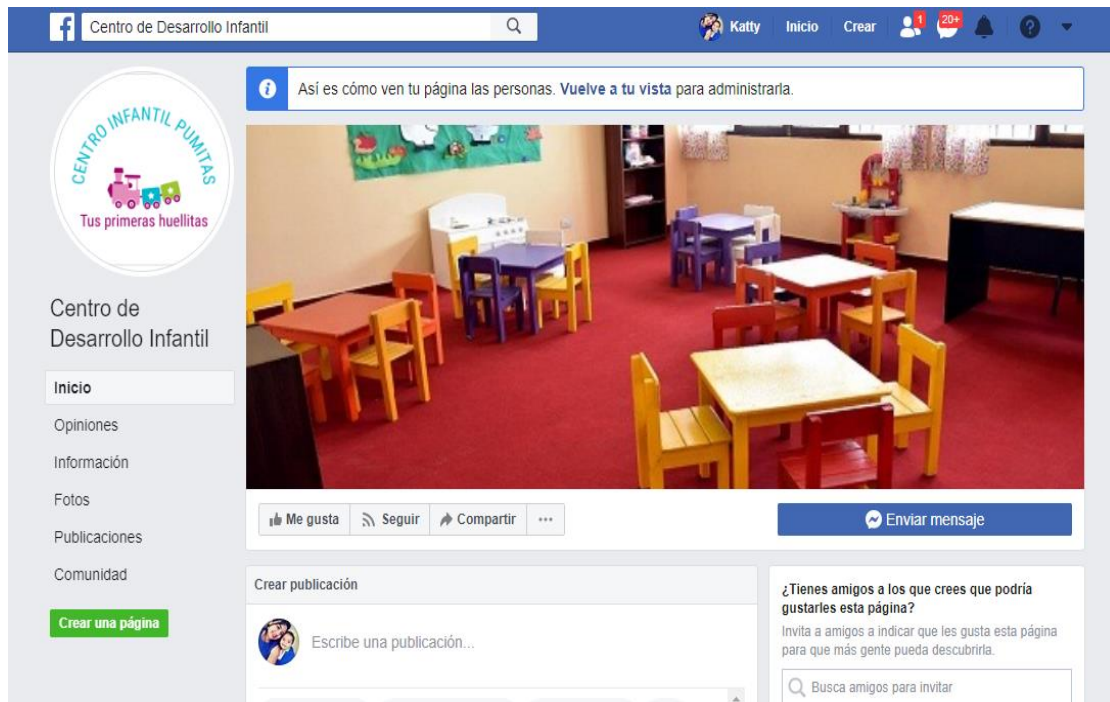 Centro de Desarrollo Infantil
Katty
Inicio
Crear
1
20+
Así es cómo ven tu página las personas. Vuelve a tu vista para administrarla.
CENTRO INFANTIL PUMITAS
Tus primeras huellitas
Centro de
Desarrollo Infantil
Inicio
Opiniones
Información
Fotos
Publicaciones
Comunidad
Crear una página
Me gusta
Seguir
Compartir
Enviar mensaje
Crear publicación
Escribe una publicación...
¿Tienes amigos a los que crees que podría
gustarles esta página?
Invita a amigos a indicar que les gusta esta página
para que más gente pueda descubrirla.
Busca amigos para invitar